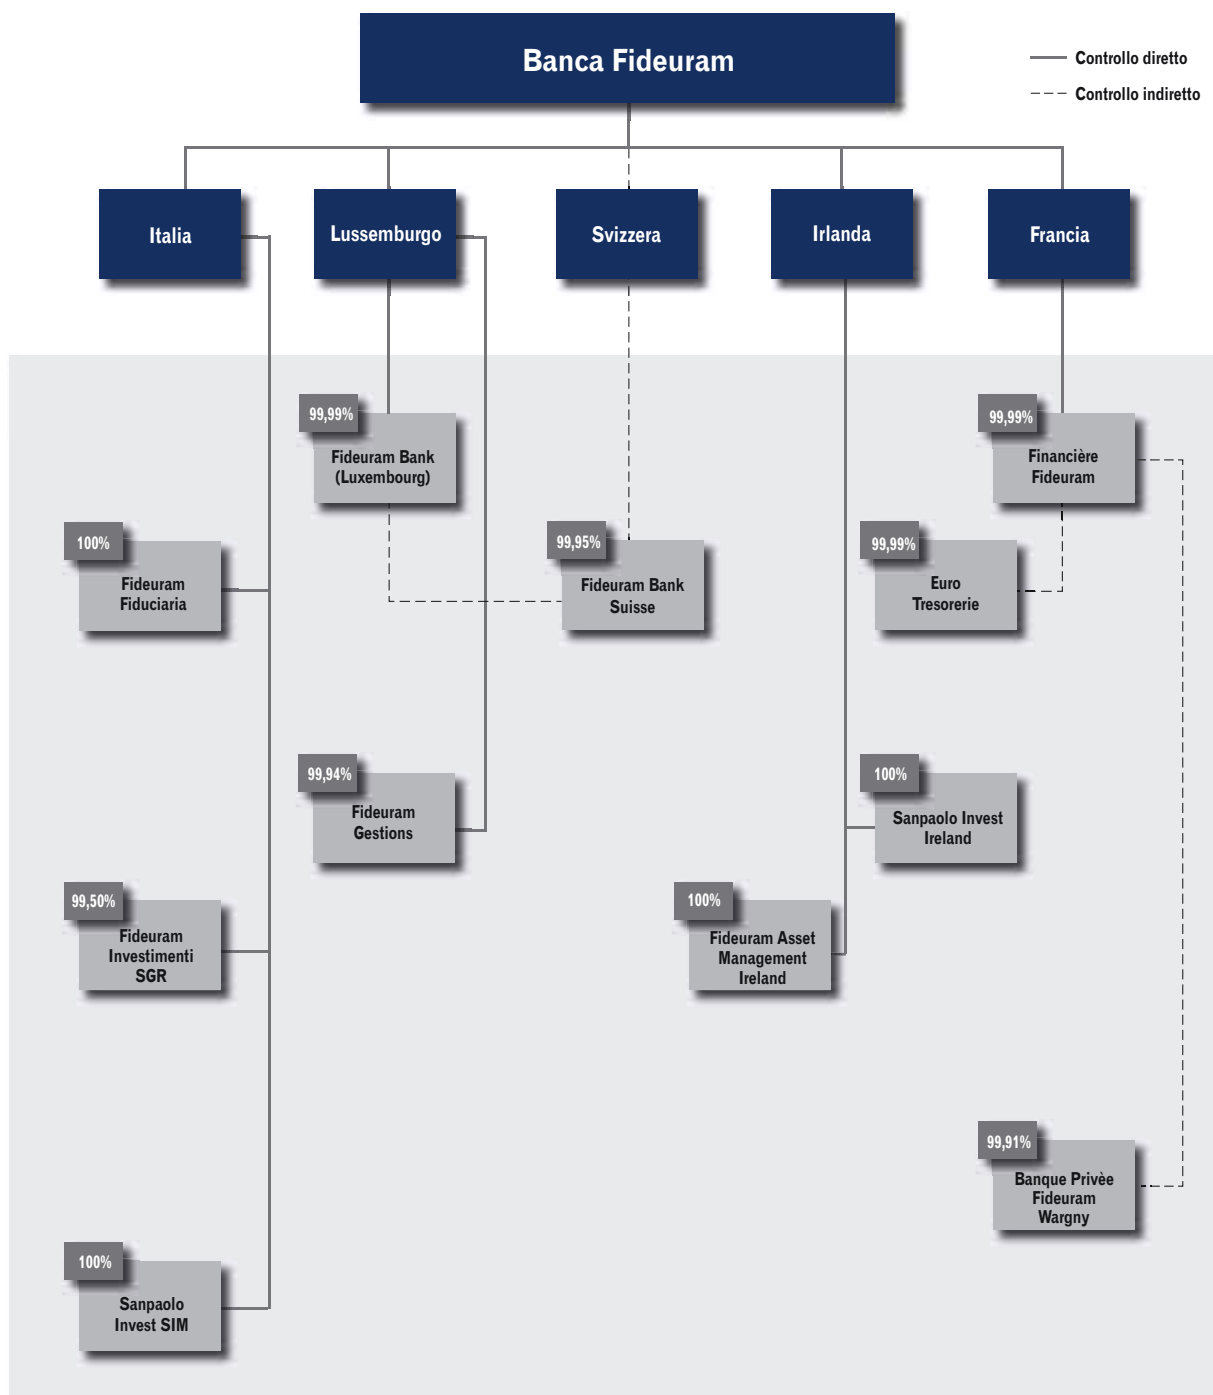 Banca Fideuram
Controllo diretto
Controllo indiretto
Italia
Lussemburgo
Svizzera
Irlanda
Francia
99,99%
Fideuram Bank
(Luxembourg)
99,99%
Financière
Fideuram
100%
Fideuram
Fiduciaria
99,95%
Fideuram Bank
Suisse
99,99%
Euro
Tresorerie
99,94%
Fideuram
Gestions
100%
Sanpaolo Invest
Ireland
99,50%
Fideuram
Investimenti
SGR
100%
Fideuram Asset
Management
Ireland
99,91%
Banque Privèe
Fideuram
Wargny
100%
Sanpaolo
Invest SIM